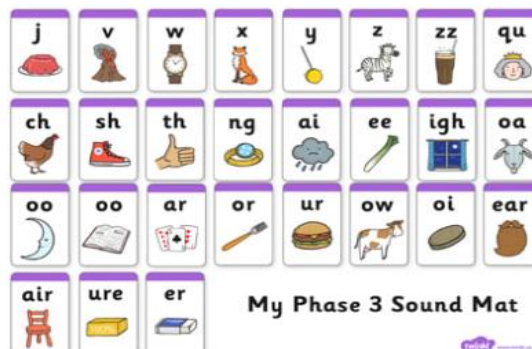 j v w x y z zz qu
ch sh th ng ai ee igh oa
oo oo ar or ur ow oi ear
air ure er
My Phase 3 Sound Mat
twinkl